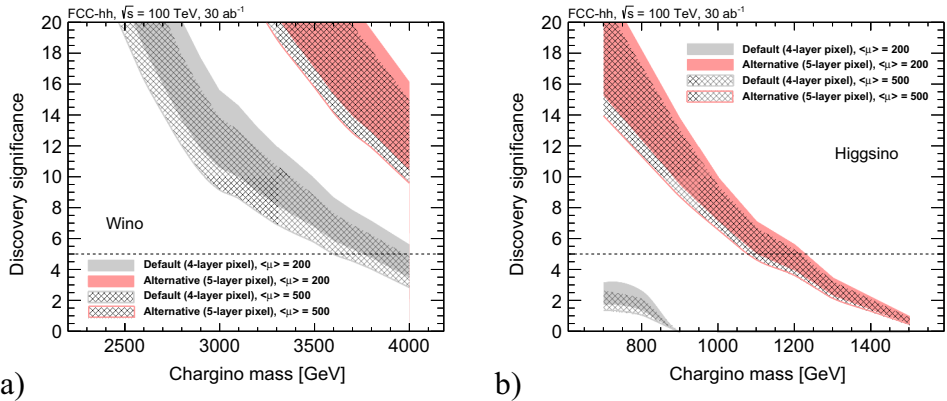 FCC-hh, √s = 100 TeV, 30 ab⁻¹
Discovery significance
20
18
16
14
12
10
8
6
4
2
0
Wino
Default (4-layer pixel), <μ> = 200
Alternative (5-layer pixel), <μ> = 200
Default (4-layer pixel), <μ> = 500
Alternative (5-layer pixel), <μ> = 500
2500 3000 3500 4000
Chargino mass [GeV]
a)
FCC-hh, √s = 100 TeV, 30 ab⁻¹
Discovery significance
20
18
16
14
12
10
8
6
4
2
0
Default (4-layer pixel), <μ> = 200
Alternative (5-layer pixel), <μ> = 200
Default (4-layer pixel), <μ> = 500
Alternative (5-layer pixel), <μ> = 500
Higgsino
800 1000 1200 1400
Chargino mass [GeV]
b)